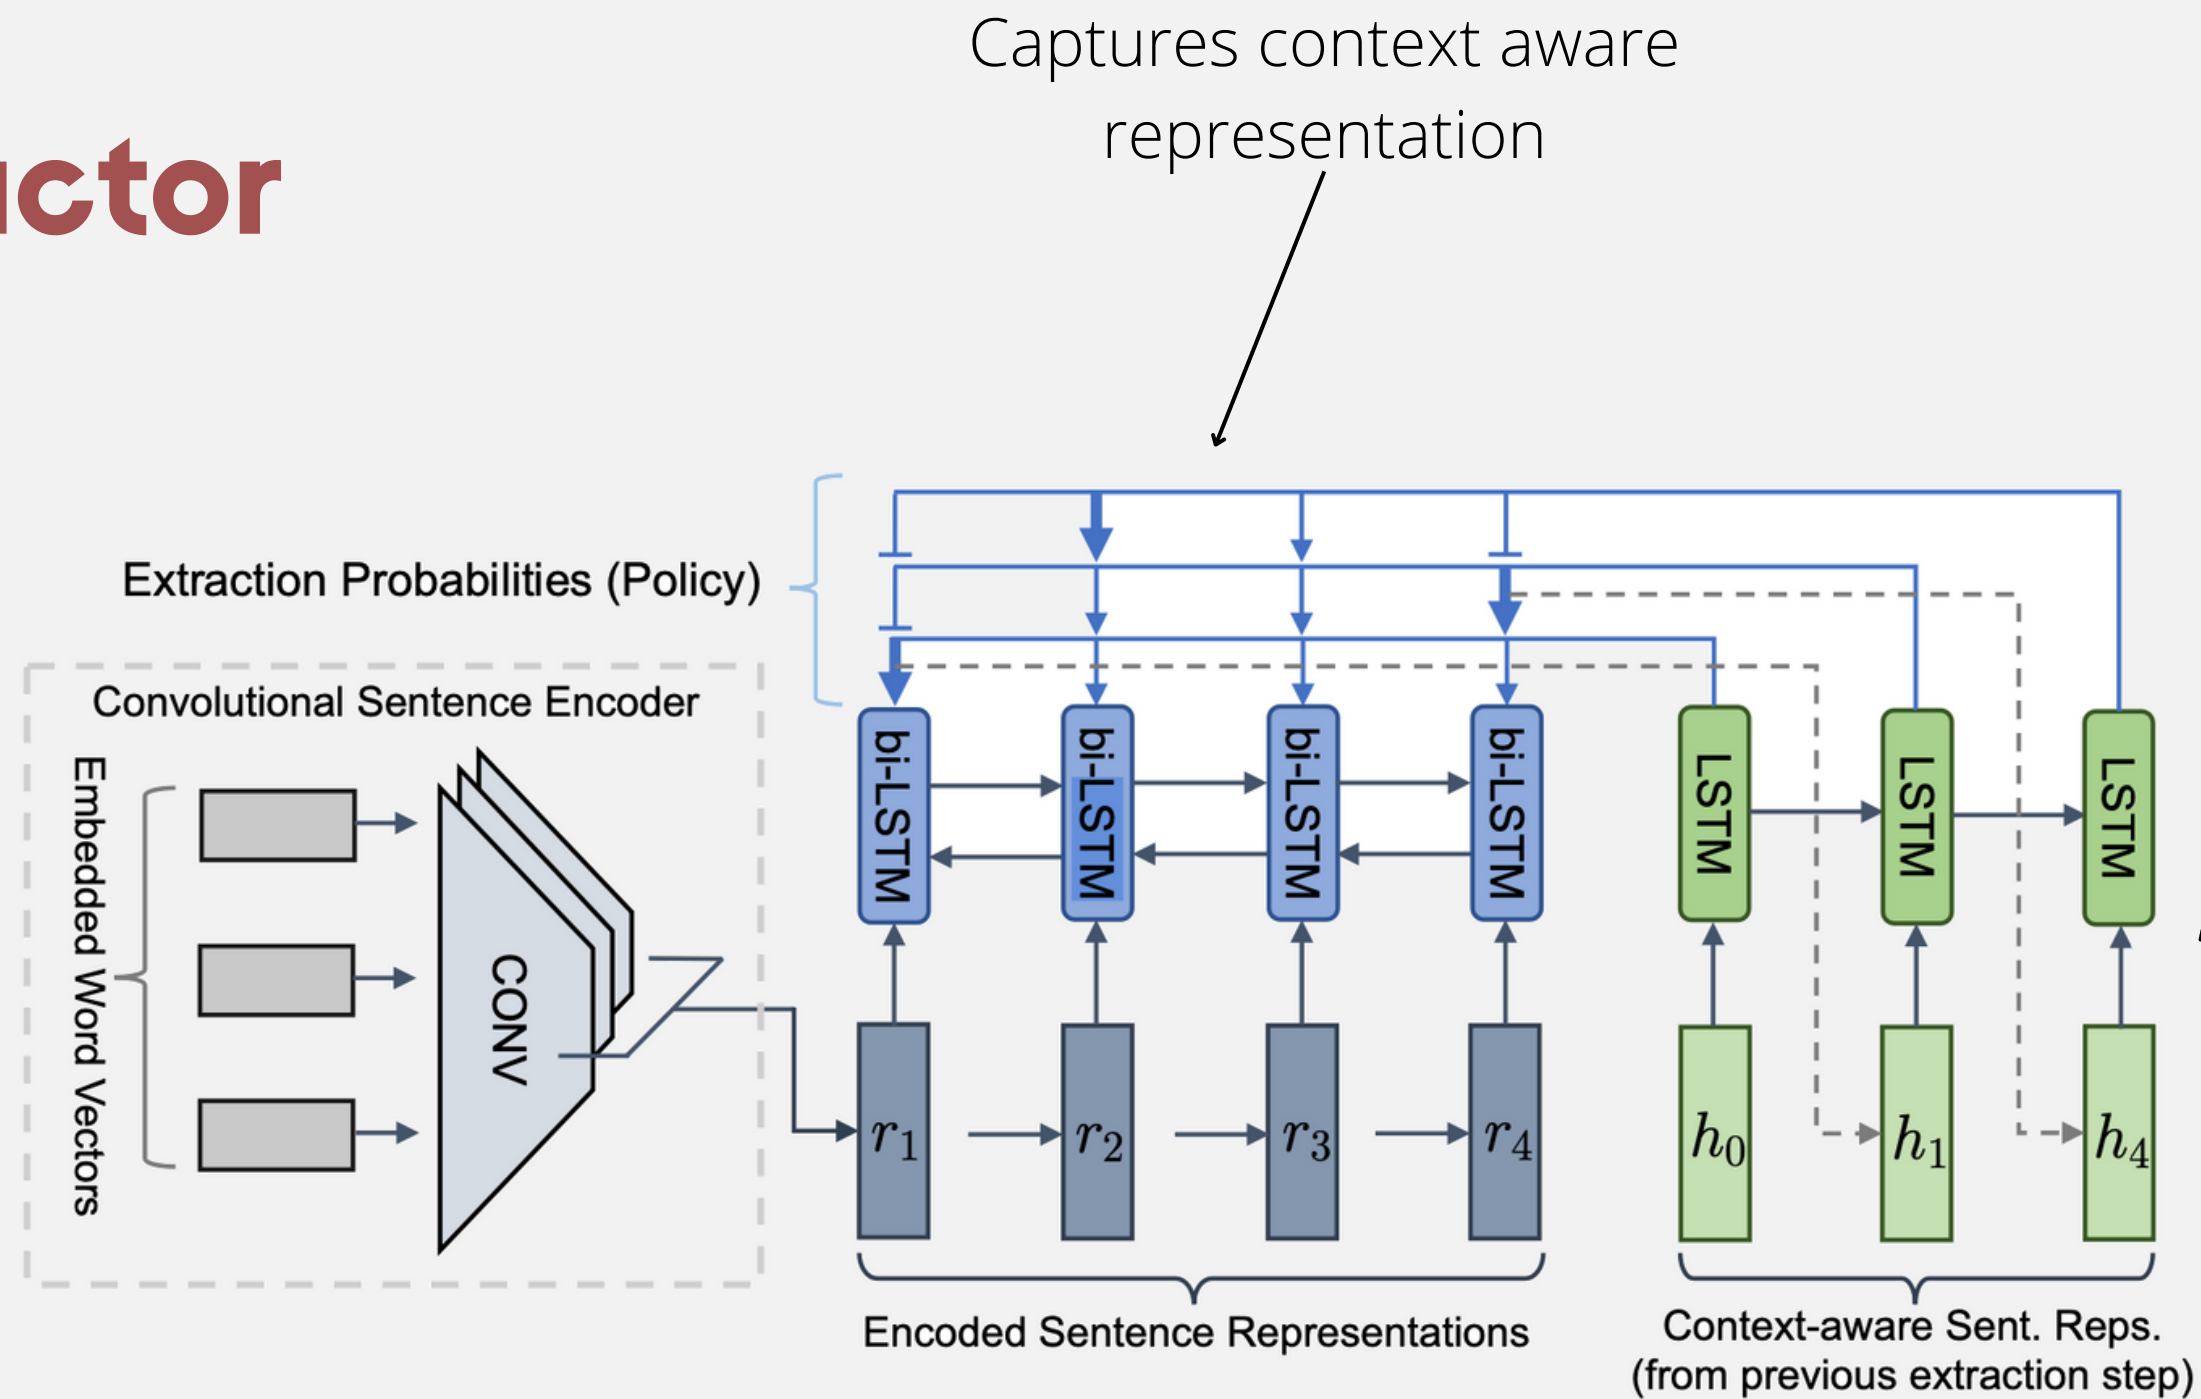 Captures context aware
representation
actor
Extraction Probabilities (Policy)
Convolutional Sentence Encoder
Embedded Word Vectors
CONV
bi-LSTM
bi-LSTM
bi-LSTM
bi-LSTM
LSTM
LSTM
LSTM
r1
r2
r3
r4
h0
h1
h4
Encoded Sentence Representations
Context-aware Sent. Reps.
(from previous extraction step)